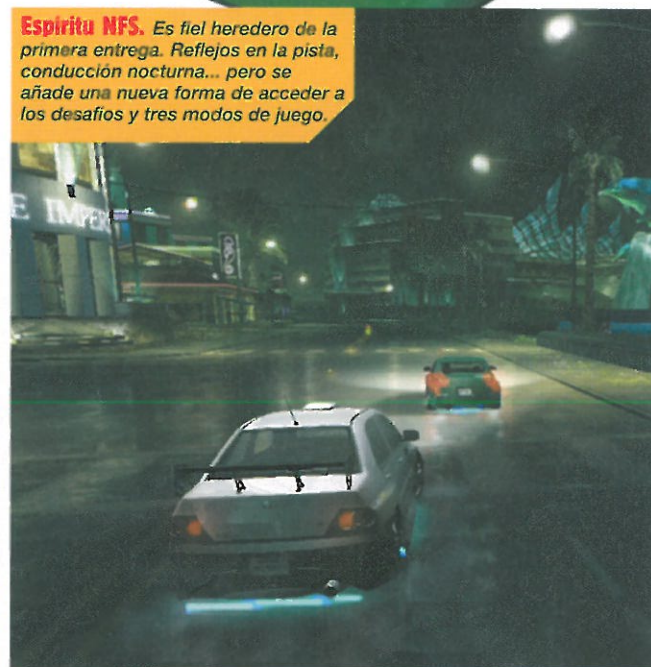 Espíritu NFS. Es fiel heredero de la
primera entrega. Reflejos en la pista,
conducción nocturna... pero se
añade una nueva forma de acceder a
los desafíos y tres modos de juego.
E IMPER